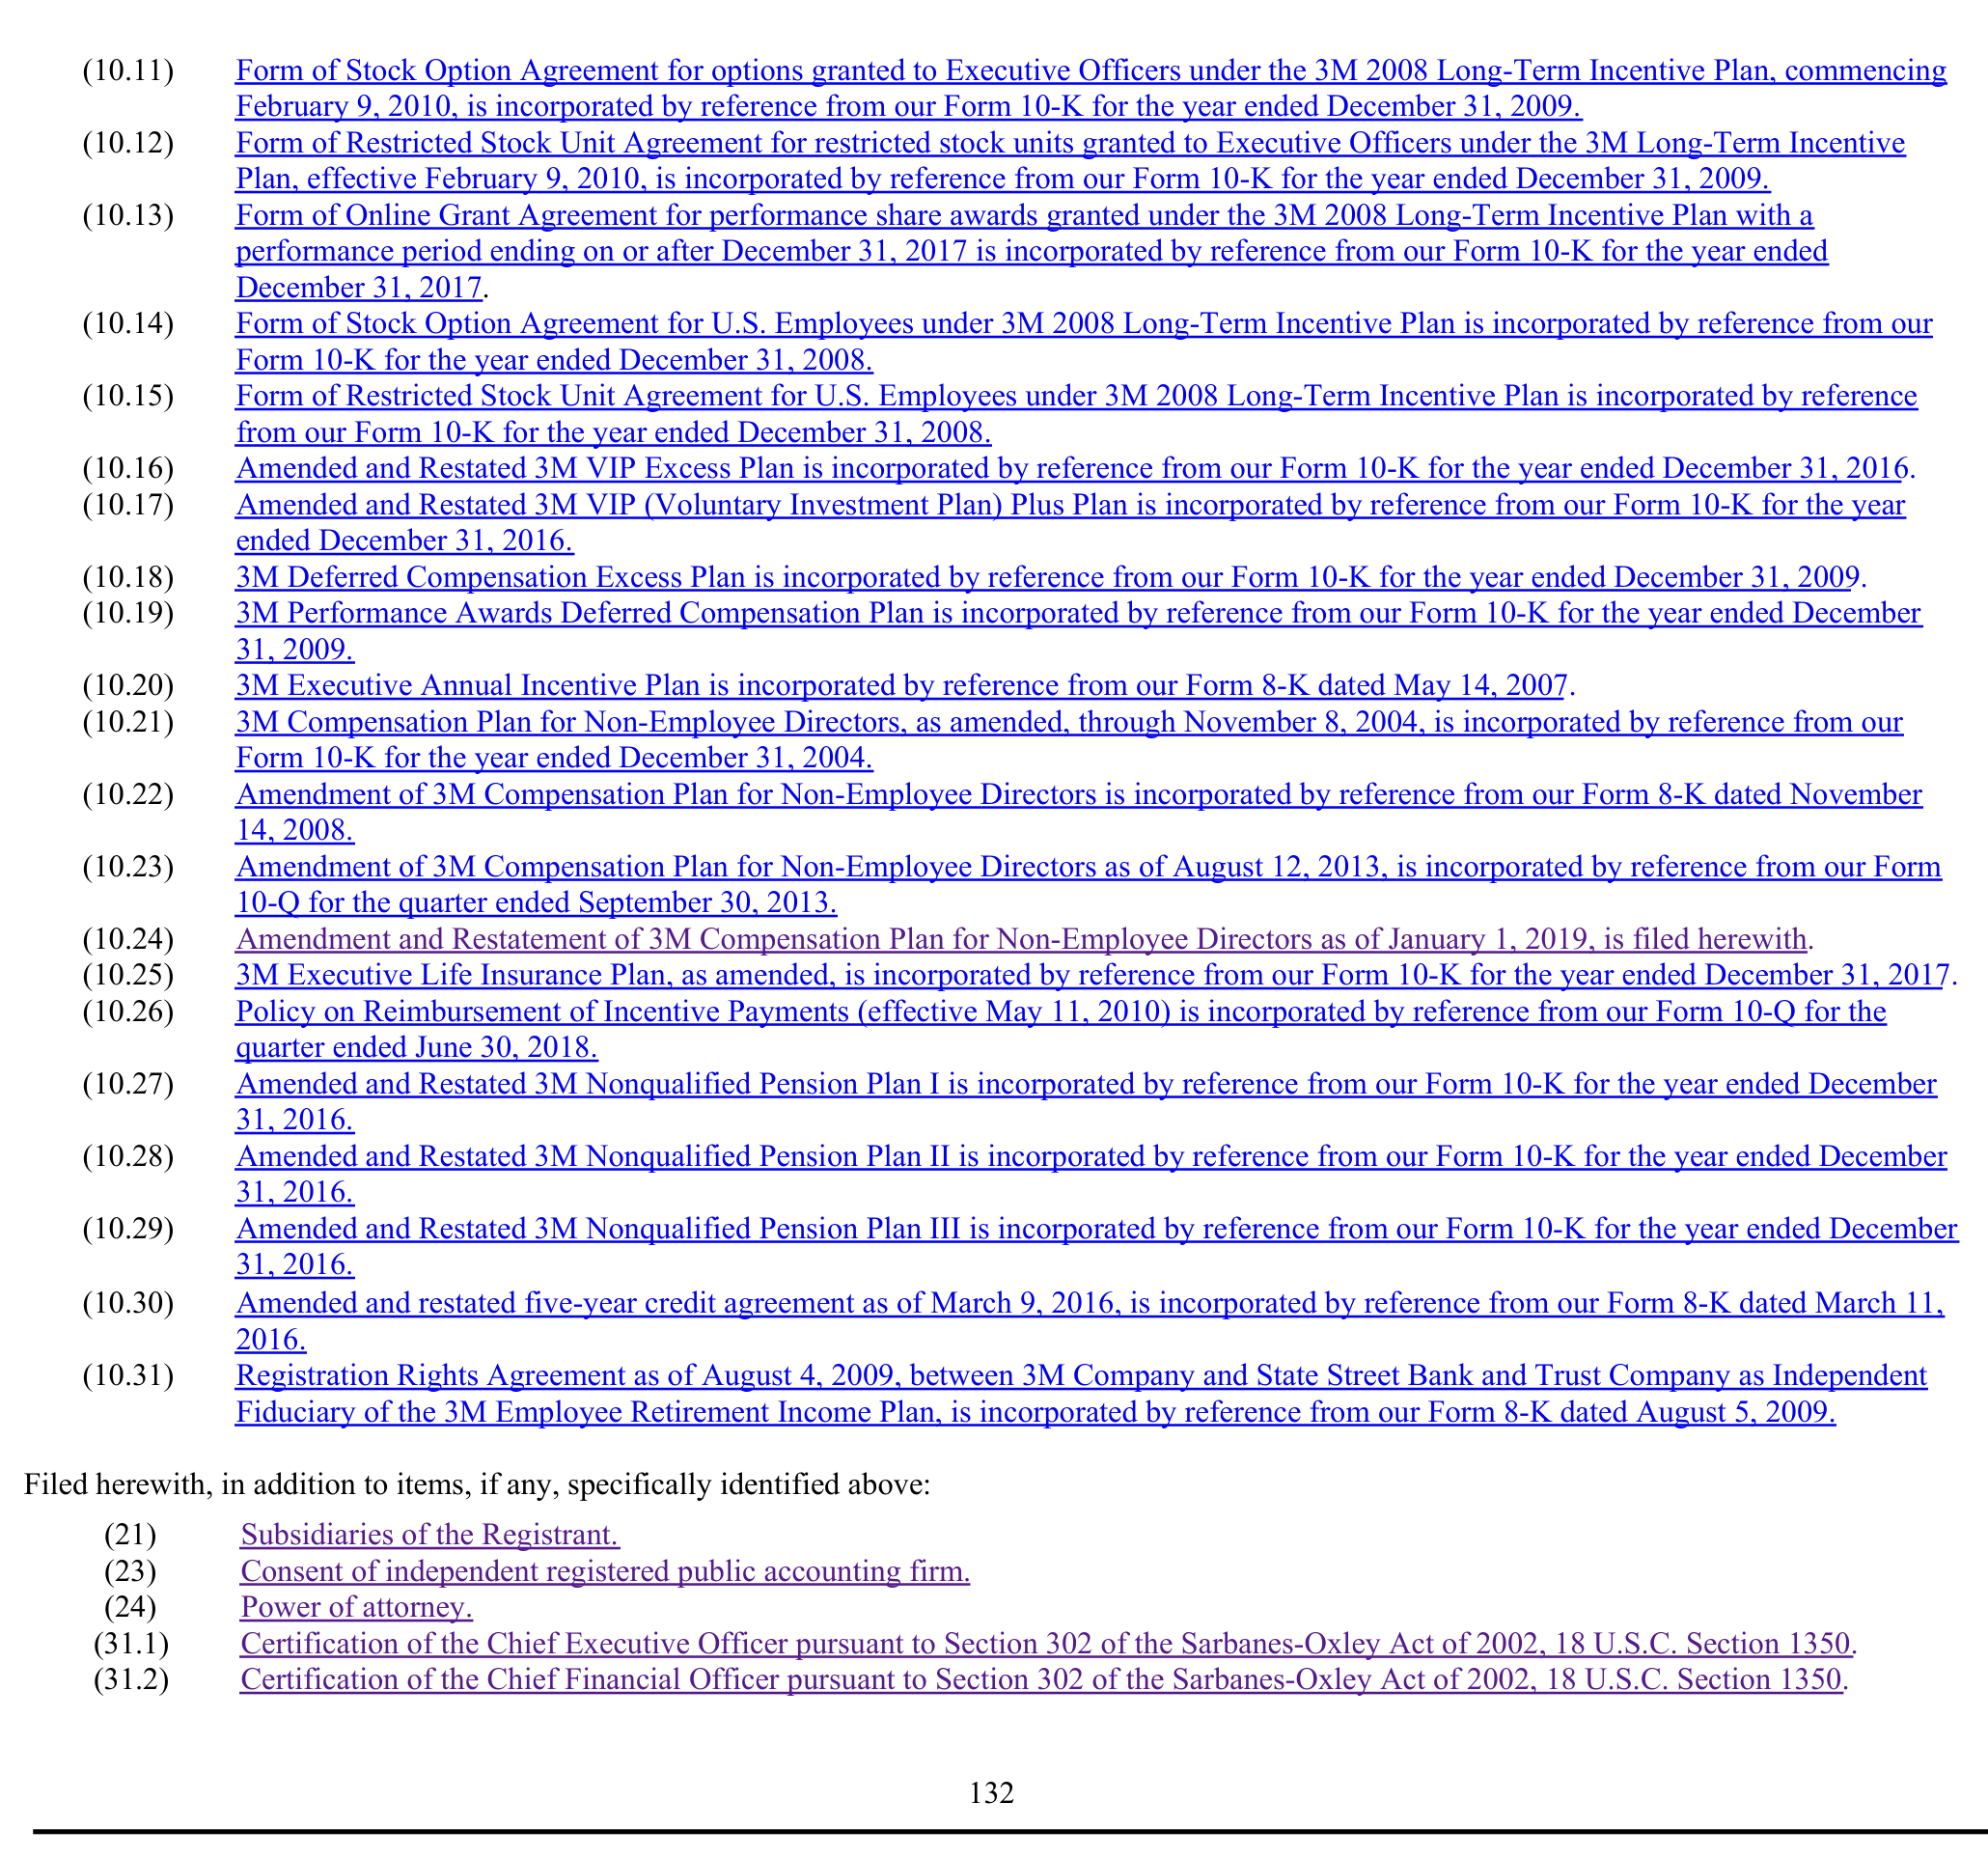 (10.11) Form of Stock Option Agreement for options granted to Executive Officers under the 3M 2008 Long-Term Incentive Plan, commencing
February 9, 2010, is incorporated by reference from our Form 10-K for the year ended December 31, 2009.
(10.12) Form of Restricted Stock Unit Agreement for restricted stock units granted to Executive Officers under the 3M Long-Term Incentive
Plan, effective February 9, 2010, is incorporated by reference from our Form 10-K for the year ended December 31, 2009.
(10.13) Form of Online Grant Agreement for performance share awards granted under the 3M 2008 Long-Term Incentive Plan with a
performance period ending on or after December 31, 2017 is incorporated by reference from our Form 10-K for the year ended
December 31, 2017.
(10.14) Form of Stock Option Agreement for U.S. Employees under 3M 2008 Long-Term Incentive Plan is incorporated by reference from our
Form 10-K for the year ended December 31, 2008.
(10.15) Form of Restricted Stock Unit Agreement for U.S. Employees under 3M 2008 Long-Term Incentive Plan is incorporated by reference
from our Form 10-K for the year ended December 31, 2008.
(10.16) Amended and Restated 3M VIP Excess Plan is incorporated by reference from our Form 10-K for the year ended December 31, 2016.
(10.17) Amended and Restated 3M VIP (Voluntary Investment Plan) Plus Plan is incorporated by reference from our Form 10-K for the year
ended December 31, 2016.
(10.18) 3M Deferred Compensation Excess Plan is incorporated by reference from our Form 10-K for the year ended December 31, 2009.
(10.19) 3M Performance Awards Deferred Compensation Plan is incorporated by reference from our Form 10-K for the year ended December
31, 2009.
(10.20) 3M Executive Annual Incentive Plan is incorporated by reference from our Form 8-K dated May 14, 2007.
(10.21) 3M Compensation Plan for Non-Employee Directors, as amended, through November 8, 2004, is incorporated by reference from our
Form 10-K for the year ended December 31, 2004.
(10.22) Amendment of 3M Compensation Plan for Non-Employee Directors is incorporated by reference from our Form 8-K dated November
14, 2008.
(10.23) Amendment of 3M Compensation Plan for Non-Employee Directors as of August 12, 2013, is incorporated by reference from our Form
10-Q for the quarter ended September 30, 2013.
(10.24) Amendment and Restatement of 3M Compensation Plan for Non-Employee Directors as of January 1, 2019, is filed herewith.
(10.25) 3M Executive Life Insurance Plan, as amended, is incorporated by reference from our Form 10-K for the year ended December 31, 2017.
(10.26) Policy on Reimbursement of Incentive Payments (effective May 11, 2010) is incorporated by reference from our Form 10-Q for the
quarter ended June 30, 2018.
(10.27) Amended and Restated 3M Nonqualified Pension Plan I is incorporated by reference from our Form 10-K for the year ended December
31, 2016.
(10.28) Amended and Restated 3M Nonqualified Pension Plan II is incorporated by reference from our Form 10-K for the year ended December
31, 2016.
(10.29) Amended and Restated 3M Nonqualified Pension Plan III is incorporated by reference from our Form 10-K for the year ended December
31, 2016.
(10.30) Amended and restated five-year credit agreement as of March 9, 2016, is incorporated by reference from our Form 8-K dated March 11,
2016.
(10.31) Registration Rights Agreement as of August 4, 2009, between 3M Company and State Street Bank and Trust Company as Independent
Fiduciary of the 3M Employee Retirement Income Plan, is incorporated by reference from our Form 8-K dated August 5, 2009.
Filed herewith, in addition to items, if any, specifically identified above:
(21) Subsidiaries of the Registrant.
(23) Consent of independent registered public accounting firm.
(24) Power of attorney.
(31.1) Certification of the Chief Executive Officer pursuant to Section 302 of the Sarbanes-Oxley Act of 2002, 18 U.S.C. Section 1350.
(31.2) Certification of the Chief Financial Officer pursuant to Section 302 of the Sarbanes-Oxley Act of 2002, 18 U.S.C. Section 1350.
132